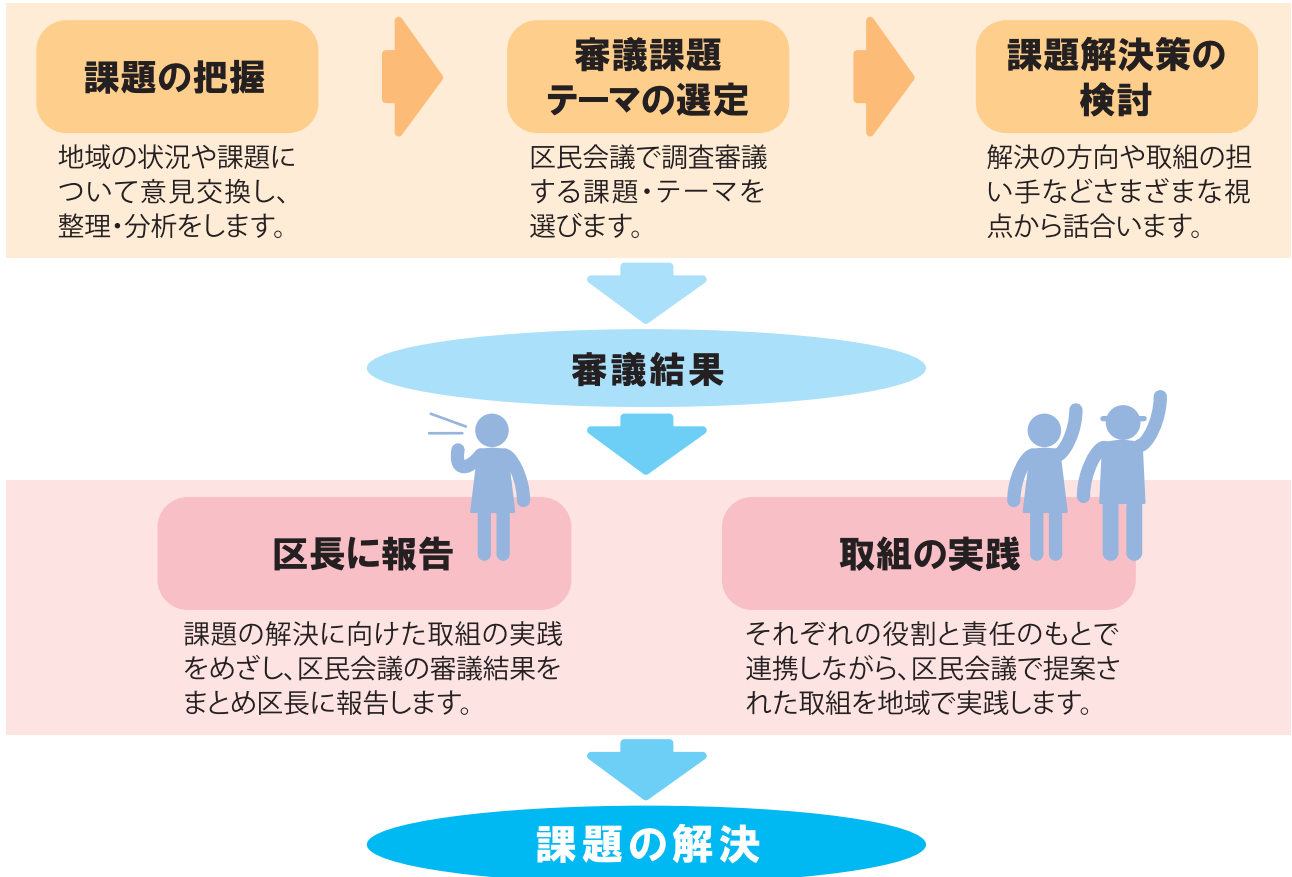 課題の把握
地域の状況や課題に
ついて意見交換し、
整理・分析をします。
審議課題
テーマの選定
区民会議で調査審議
する課題・テーマを
選びます。
課題解決策の
検討
解決の方向や取組の担
い手などさまざまな視
点から話合います。
審議結果
区長に報告
課題の解決に向けた取組の実践
をめざし、区民会議の審議結果を
まとめ区長に報告します。
取組の実践
それぞれの役割と責任のもとで
連携しながら、区民会議で提案さ
れた取組を地域で実践します。
課題の解決